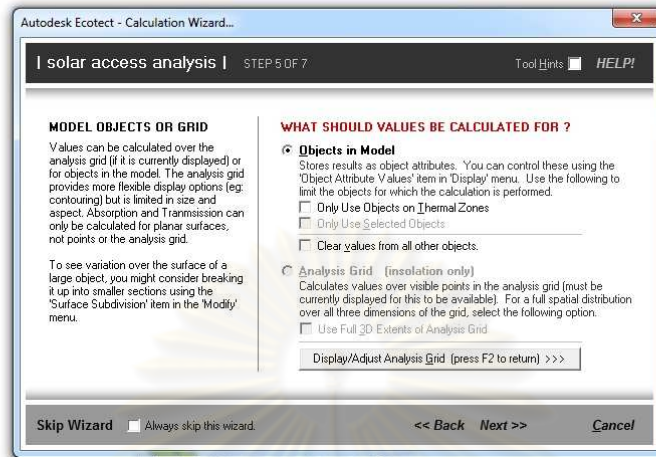 Autodesk Ecotect - Calculation Wizard...
| solar access analysis | STEP 5 OF 7
Tool Hints HELP!
MODEL OBJECTS OR GRID
Values can be calculated over the
analysis grid (if it is currently displayed) or
for objects in the model. The analysis grid
provides more flexible display options (eg:
contouring) but is limited in size and
aspect. Absorption and Tranmsission can
only be calculated for planar surfaces,
not points or the analysis grid.
To see variation over the surface of a
large object, you might consider breaking
it up into smaller sections using the
'Surface Subdivision' item in the 'Modify'
menu.
WHAT SHOULD VALUES BE CALCULATED FOR ?
Objects in Model
Stores results as object attributes. You can control these using the
'Object Attribute Values' item in 'Display' menu. Use the following to
limit the objects for which the calculation is performed.
Only Use Objects on Thermal Zones
Only Use Selected Objects
Clear values from all other objects.
Analysis Grid (insolation only)
Calculates values over visible points in the analysis grid (must be
currently displayed for this to be available). For a full spatial distribution
over all three dimensions of the grid, select the following option.
Use Full 3D Extents of Analysis Grid
Display/Adjust Analysis Grid (press F2 to return) >>>
Skip Wizard Always skip this wizard.
<< Back Next >> Cancel